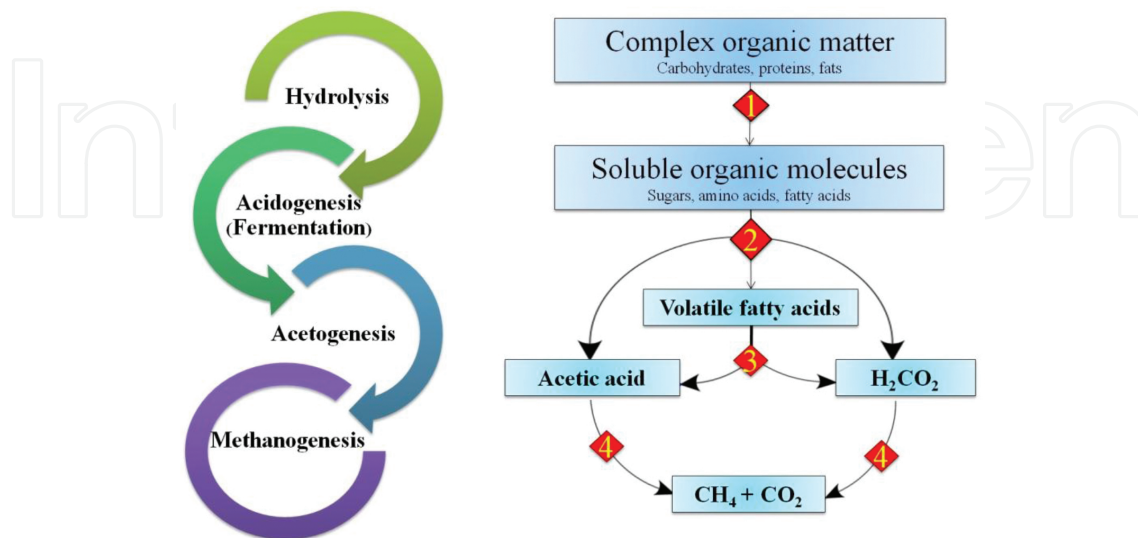 Hydrolysis
Acidogenesis
(Fermentation)
Acetogenesis
Methanogenesis
Complex organic matter
Carbohydrates, proteins, fats
1
Soluble organic molecules
Sugars, amino acids, fatty acids
2
Volatile fatty acids
3
Acetic acid
H₂CO₂
4
4
CH₄ + CO₂